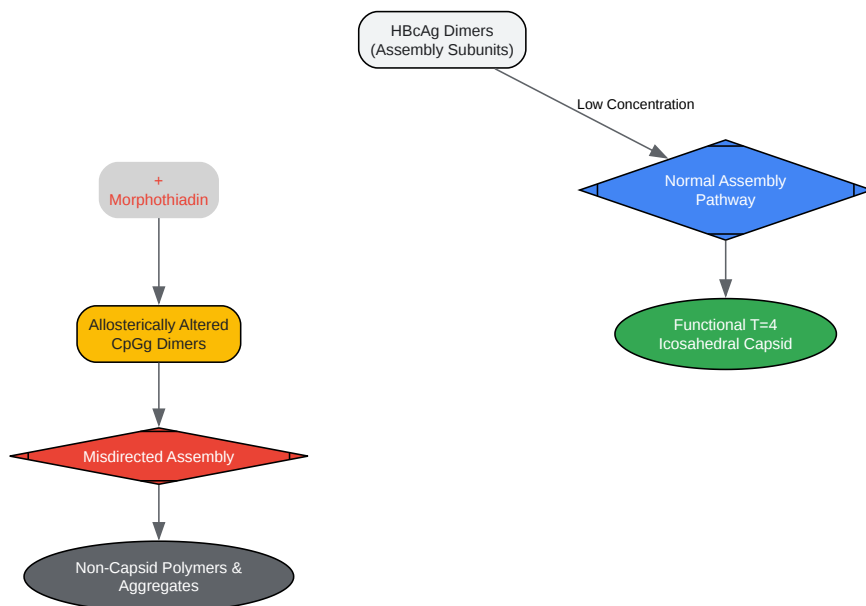 HBcAg Dimers
(Assembly Subunits)
Low Concentration
Normal Assembly
Pathway
+
Morphothiadin
Functional T=4
Icosahedral Capsid
Allosterically Altered
CpGg Dimers
Misdirected Assembly
Non-Capsid Polymers &
Aggregates